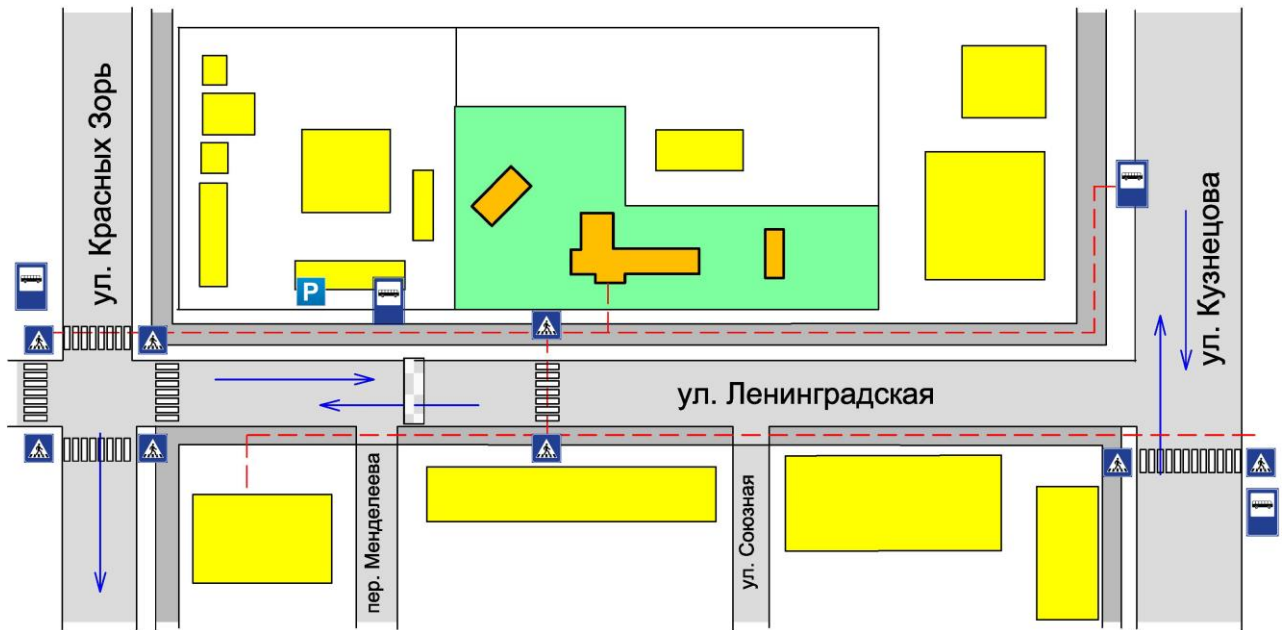 ул. Красных Зорь
P
ул. Кузнецова
ул. Ленинградская
пер. Менделеева
ул. Союзная